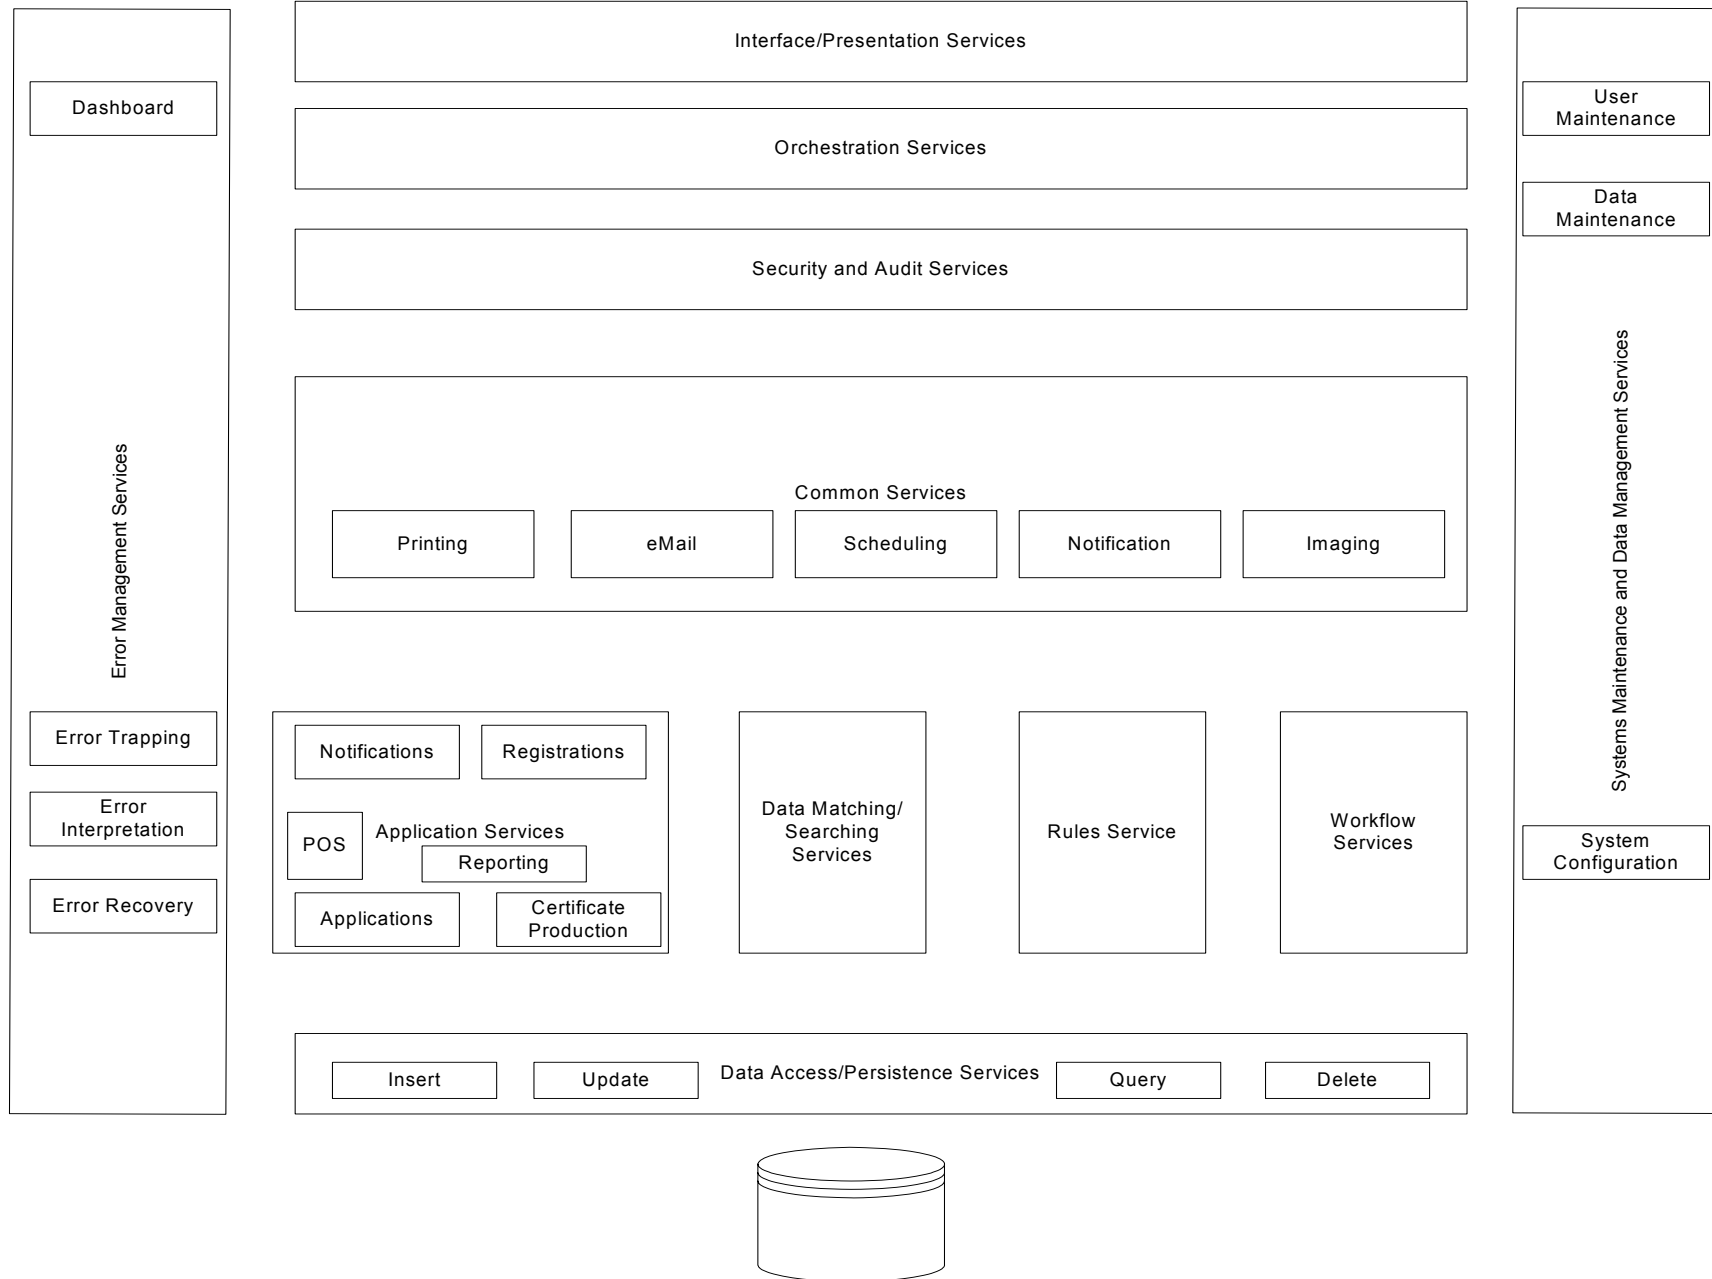 Interface/Presentation Services
Dashboard
User
Maintenance
Orchestration Services
Data
Maintenance
Security and Audit Services
Error Management Services
Systems Maintenance and Data Management Services
Common Services
Printing
eMail
Scheduling
Notification
Imaging
Error Trapping
Error
Interpretation
Error Recovery
Notifications
Registrations
POS
Application Services
Reporting
Applications
Certificate
Production
Data Matching/
Searching
Services
Rules Service
Workflow
Services
System
Configuration
Insert
Update
Data Access/Persistence Services
Query
Delete